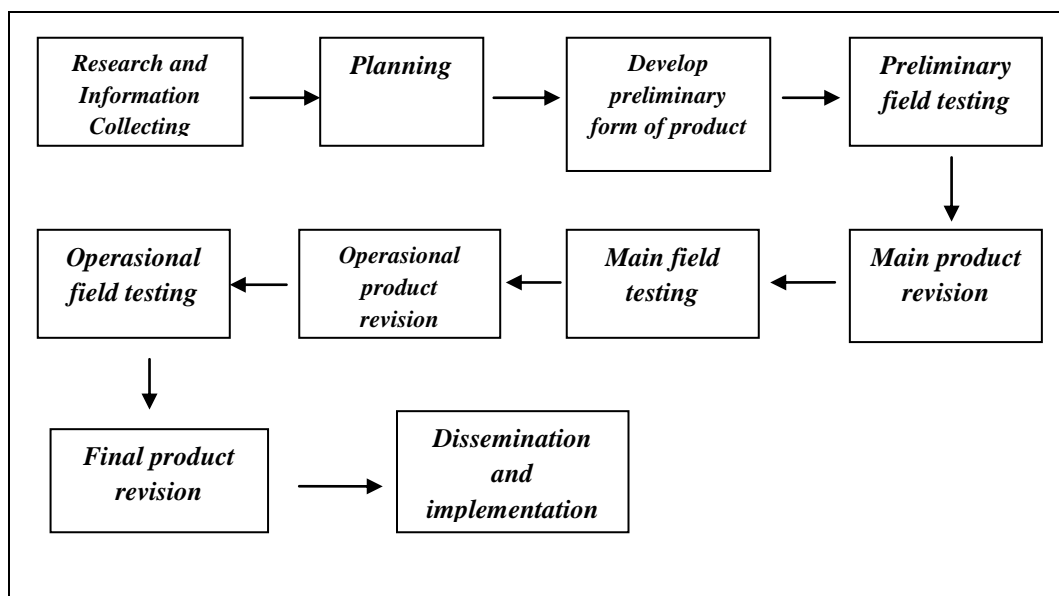 Research and
Information
Collecting
Planning
Develop
preliminary
form of product
Preliminary
field testing
Main product
revision
Main field
testing
Operasional
product
revision
Operasional
field testing
Final product
revision
Dissemination
and
implementation